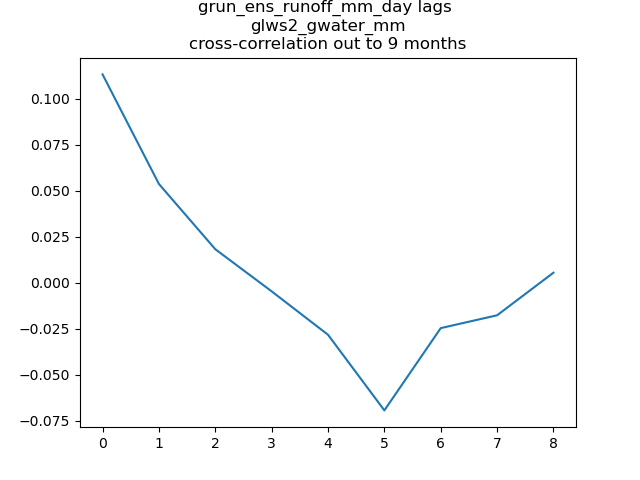 grun_ens_runoff_mm_day lags
glws2_gwater_mm
cross-correlation out to 9 months
0.100
0.075
0.050
0.025
0.000
−0.025
−0.050
−0.075
0 1 2 3 4 5 6 7 8